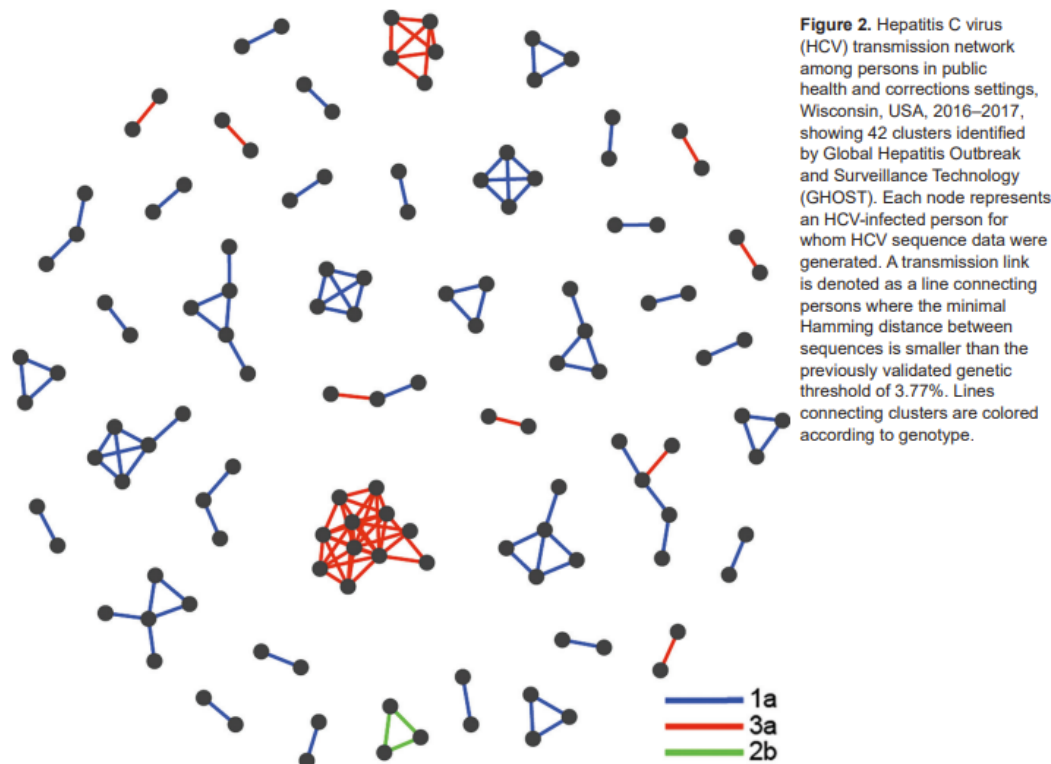 Figure 2. Hepatitis C virus
(HCV) transmission network
among persons in public
health and corrections settings,
Wisconsin, USA, 2016–2017,
showing 42 clusters identified
by Global Hepatitis Outbreak
and Surveillance Technology
(GHOST). Each node represents
an HCV-infected person for
whom HCV sequence data were
generated. A transmission link
is denoted as a line connecting
persons where the minimal
Hamming distance between
sequences is smaller than the
previously validated genetic
threshold of 3.77%. Lines
connecting clusters are colored
according to genotype.
1a
3a
2b